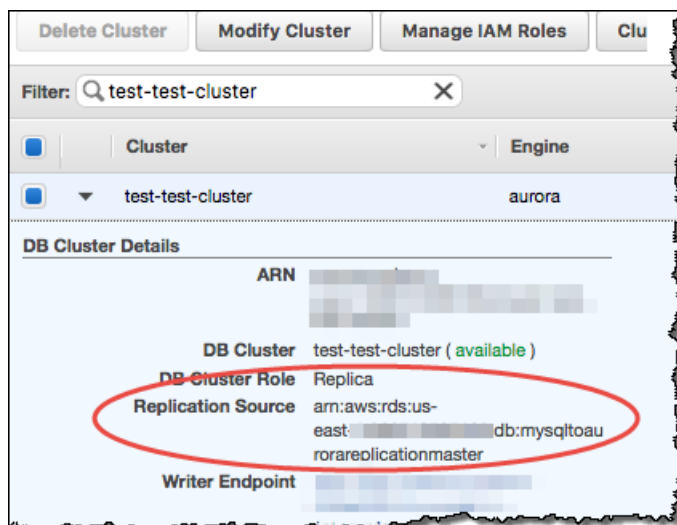 Delete Cluster Modify Cluster Manage IAM Roles Clu
Filter: test-test-cluster
Cluster Engine
test-test-cluster aurora
DB Cluster Details
ARN
DB Cluster test-test-cluster ( available )
DB Cluster Role Replica
Replication Source arn:aws:rds:us-
east- db:mysqltoau
rorareplicationmaster
Writer Endpoint